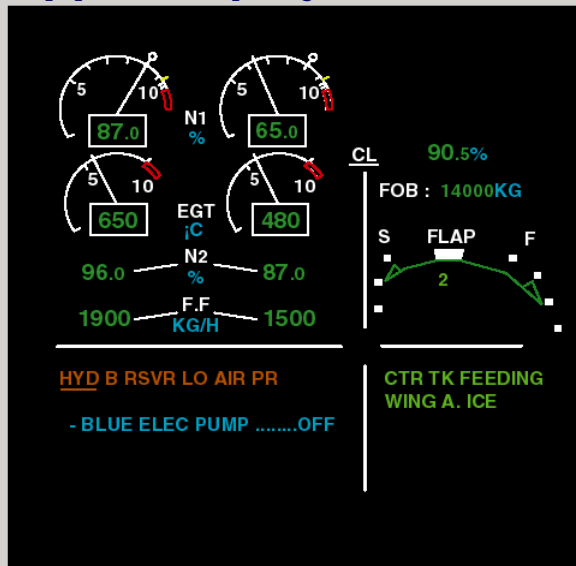 5 10 5 10
87.0 N1 % 65.0
CL 90.5%
5 10 5 10
FOB : 14000KG
650 EGT ¡C 480
S FLAP F
96.0 N2 % 87.0
2
1900 F.F KG/H 1500
HYD B RSVR LO AIR PR
- BLUE ELEC PUMP ........OFF
CTR TK FEEDING
WING A. ICE